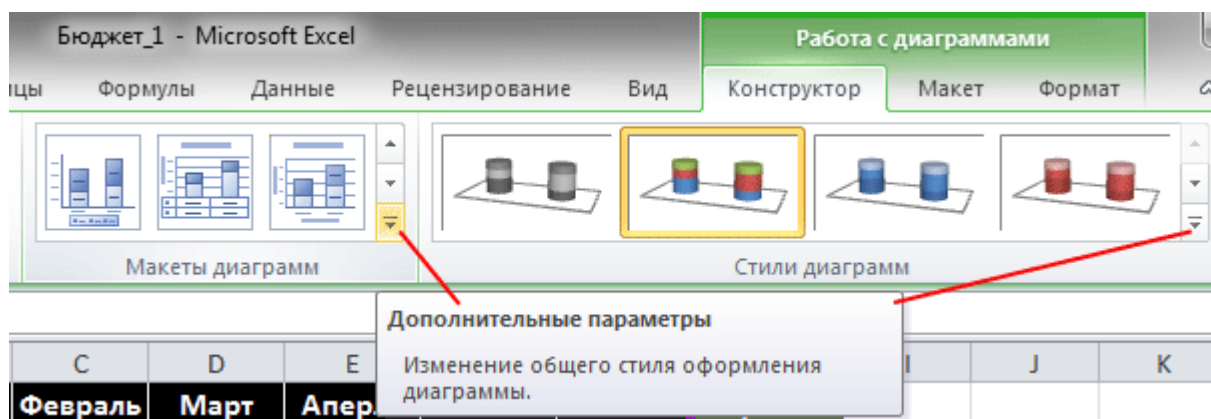 Бюджет_1 - Microsoft Excel
Работа с диаграммами
ицы Формулы Данные Рецензирование Вид Конструктор Макет Формат
Макеты диаграмм
Стили диаграмм
Дополнительные параметры
Изменение общего стиля оформления
диаграммы.
C D E I J K
Февраль Март Апер